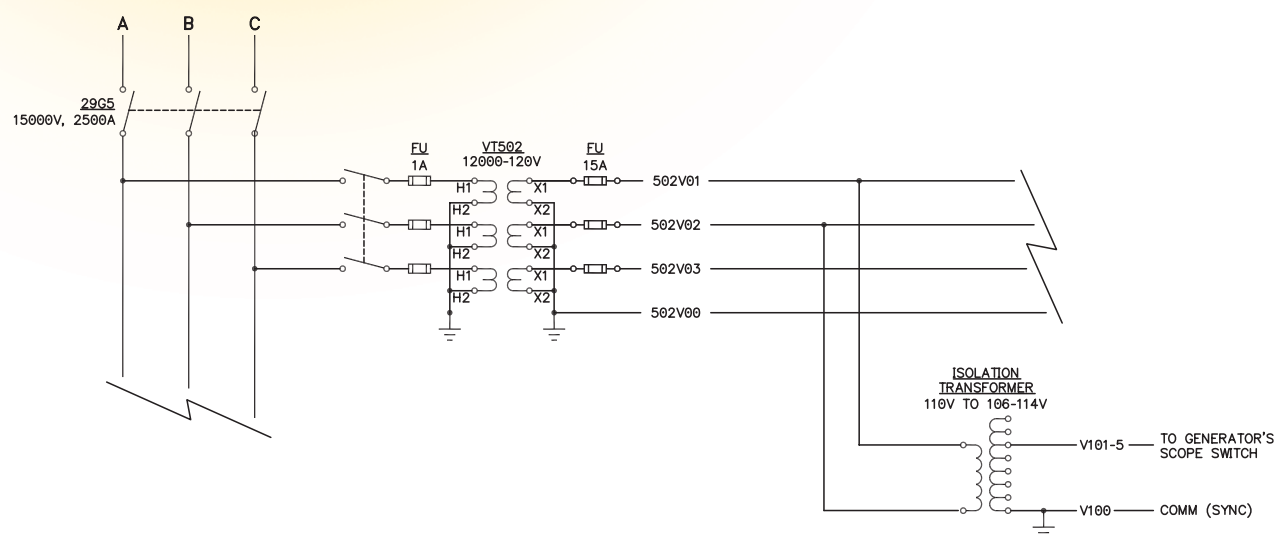 A B C
29G5
15000V, 2500A
FU
1A
VT502
12000-120V
FU
15A
H1 X1
502V01
H2 X2
H1 X1
502V02
H2 X2
H1 X1
502V03
H2 X2
502V00
ISOLATION
TRANSFORMER
110V TO 106-114V
V101-5
TO GENERATOR'S
SCOPE SWITCH
V100
COMM (SYNC)